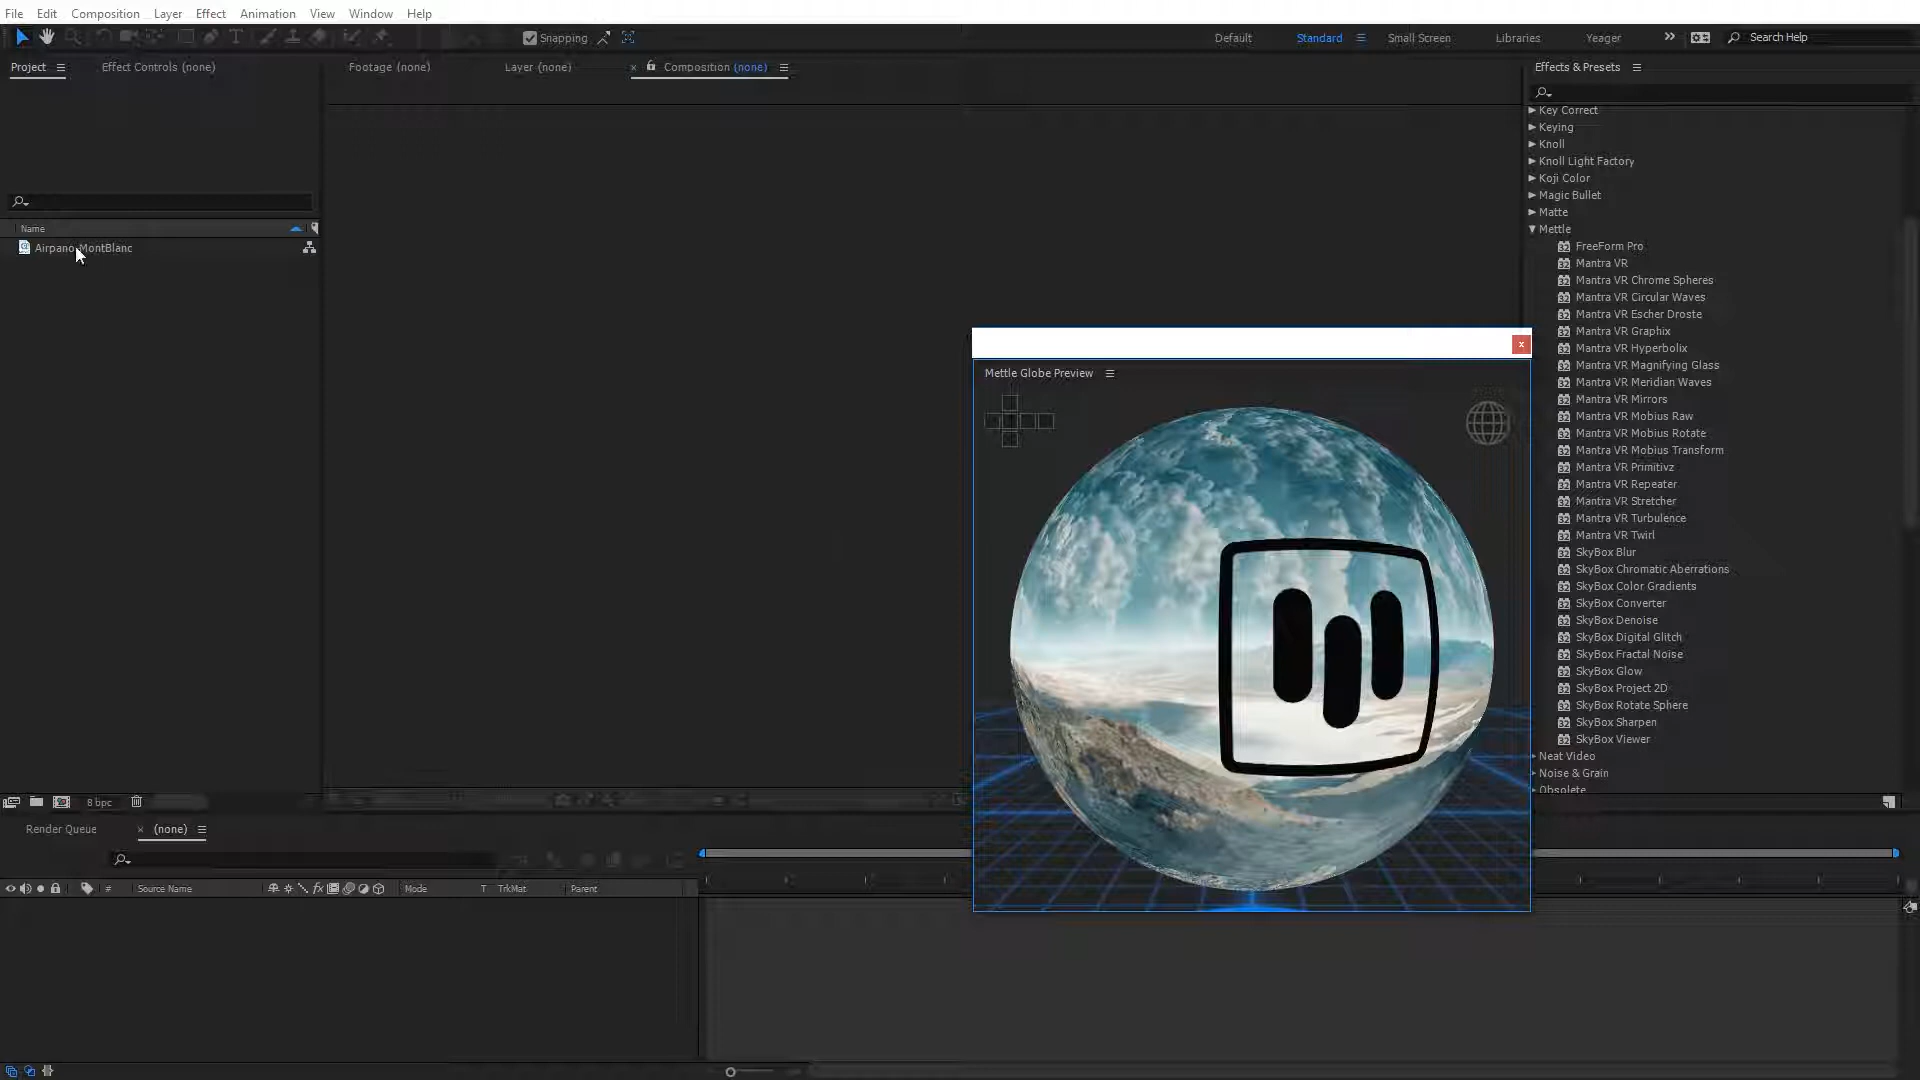 File Edit Composition Layer Effect Animation View Window Help
Snapping Default Standard Small Screen Libraries Yeager Search Help
Project Effect Controls (none) Footage (none) Layer (none) Composition (none) Effects & Presets
Key Correct
Keying
Knoll
Knoll Light Factory
Koji Color
Magic Bullet
Matte
Name
Mettle
Airpano-MontBlanc
FreeForm Pro
Mantra VR
Mantra VR Chrome Spheres
Mantra VR Circular Waves
Mantra VR Escher Droste
Mantra VR Graphix
Mantra VR Hyperbolix
Mantra VR Magnifying Glass
Mettle Globe Preview
Mantra VR Meridian Waves
Mantra VR Mirrors
Mantra VR Mobius Raw
Mantra VR Mobius Rotate
Mantra VR Mobius Transform
Mantra VR Primitivz
Mantra VR Repeater
Mantra VR Stretcher
Mantra VR Turbulence
Mantra VR Twirl
SkyBox Blur
SkyBox Chromatic Aberrations
SkyBox Color Gradients
SkyBox Converter
SkyBox Denoise
SkyBox Digital Glitch
SkyBox Fractal Noise
SkyBox Glow
SkyBox Project 2D
SkyBox Rotate Sphere
SkyBox Sharpen
SkyBox Viewer
Neat Video
Noise & Grain
Obsolete
8 bpc
Render Queue (none)
# Source Name fx Mode T TrkMat Parent